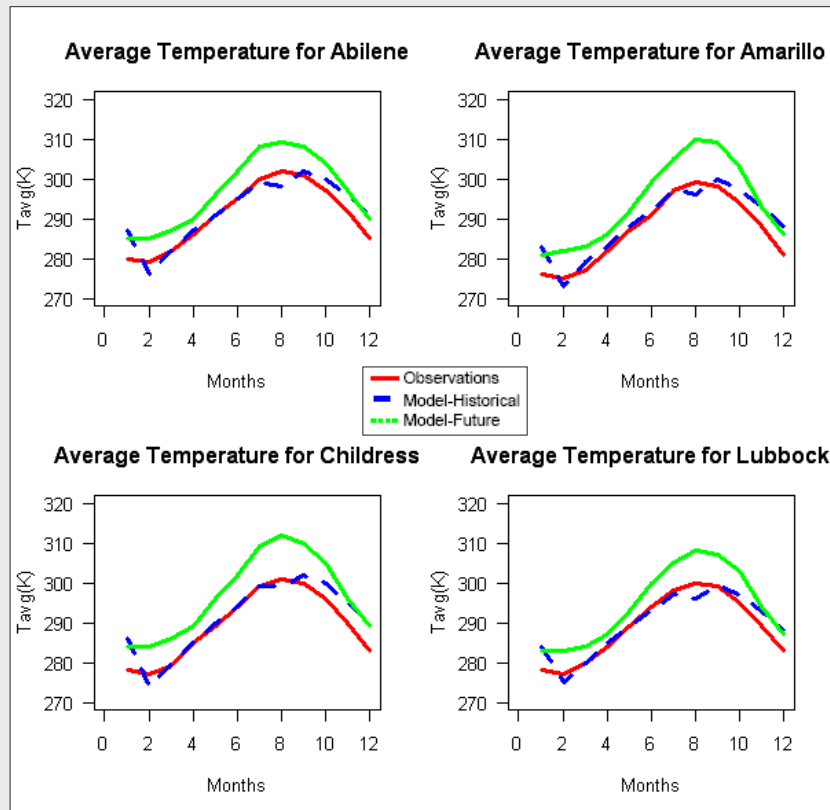 Average Temperature for Abilene
320
310
300
290
280
270
Tavg(K)
0 2 4 6 8 10 12
Months
Average Temperature for Amarillo
320
310
300
290
280
270
Tavg(K)
0 2 4 6 8 10 12
Months
Observations
Model-Historical
Model-Future
Average Temperature for Childress
320
310
300
290
280
270
Tavg(K)
0 2 4 6 8 10 12
Months
Average Temperature for Lubbock
320
310
300
290
280
270
Tavg(K)
0 2 4 6 8 10 12
Months